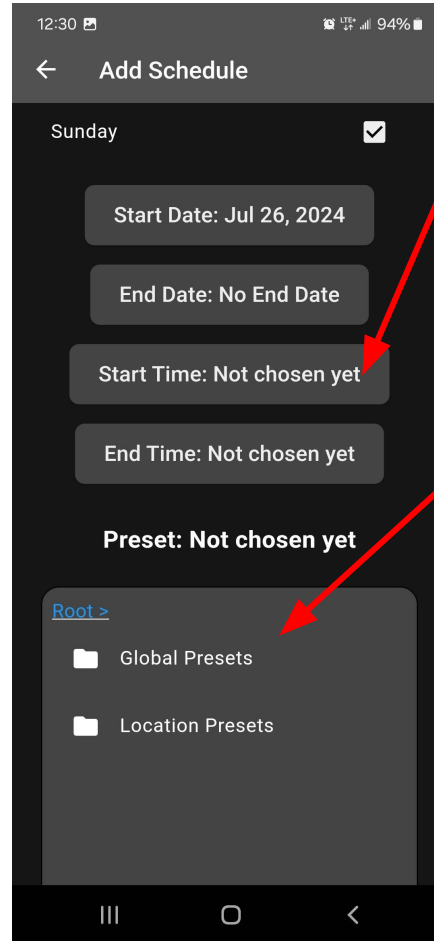 12:30 LTE+ 94%
Add Schedule
Sunday
Start Date: Jul 26, 2024
End Date: No End Date
Start Time: Not chosen yet
End Time: Not chosen yet
Preset: Not chosen yet
Root >
Global Presets
Location Presets